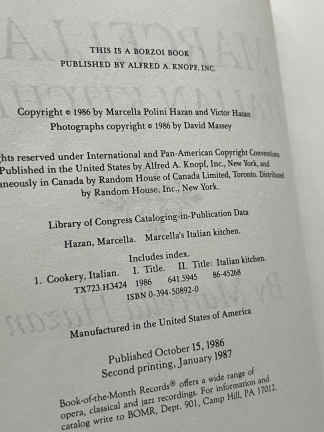 THIS IS A BORZOI BOOK
PUBLISHED BY ALFRED A. KNOPF, INC.
Copyright © 1986 by Marcella Polini Hazan and Victor Hazan
Photographs copyright © 1986 by David Massey
ghts reserved under International and Pan-American Copyright Conventions.
Published in the United States by Alfred A. Knopf, Inc., New York, and
aneously in Canada by Random House of Canada Limited, Toronto. Distributed
by Random House, Inc., New York.
Library of Congress Cataloging-in-Publication Data
Hazan, Marcella. Marcella's Italian kitchen.
Includes index.
1. Cookery, Italian. I. Title. II. Title: Italian kitchen.
TX723.H3424 1986 641.5945 86-45268
ISBN 0-394-50892-0
Manufactured in the United States of America
Published October 15, 1986
Second printing, January 1987
Book-of-the-Month Records® offers a wide range of
opera, classical and jazz recordings. For information and
catalog write to BOMR, Dept. 901, Camp Hill, PA 17012.